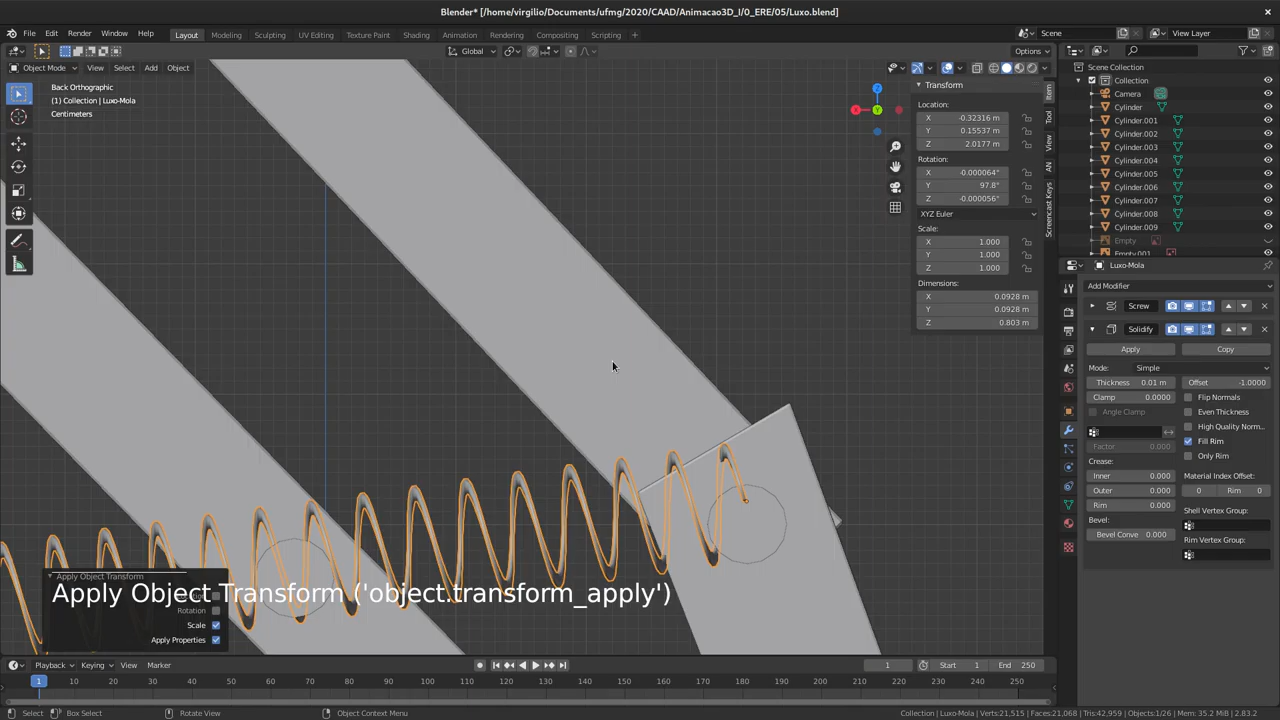 Blender* [/home/virgilio/Documents/ufmg/2020/CAAD/Animacao3D_I/0_ERE/05/Luxo.blend]
File Edit Render Window Help Layout Modeling Sculpting UV Editing Texture Paint Shading Animation Rendering Compositing Scripting + Scene View Layer
Global Options
Object Mode View Select Add Object
Back Orthographic
(1) Collection | Luxo-Mola
Centimeters
Transform
Location:
X -0.32316 m
Y 0.15537 m
Z 2.0177 m
Rotation:
X -0.000064°
Y 97.8°
Z -0.000056°
XYZ Euler
Scale:
X 1.000
Y 1.000
Z 1.000
Dimensions:
X 0.0928 m
Y 0.0928 m
Z 0.803 m
Item
Tool
View
AN
Screencast Keys
Z
X
Y
Scene Collection
Collection
Camera
Cylinder
Cylinder.001
Cylinder.002
Cylinder.003
Cylinder.004
Cylinder.005
Cylinder.006
Cylinder.007
Cylinder.008
Cylinder.009
Empty
Empty.001
Luxo-Mola
Add Modifier
Screw
Solidify
Apply Copy
Mode: Simple
Thickness 0.01 m Offset -1.0000
Clamp 0.0000 Flip Normals
Angle Clamp Even Thickness
High Quality Norm...
Factor 0.000 Fill Rim
Crease: Only Rim
Inner 0.000 Material Index Offset:
Outer 0.000 0 Rim 0
Rim 0.000 Shell Vertex Group:
Bevel:
Bevel Conve 0.000 Rim Vertex Group:
Apply Object Transform
Apply Object Transform ('object.transform_apply')
Rotation
Scale
Apply Properties
Playback Keying View Marker 1 Start 1 End 250
1 10 20 30 40 50 60 70 80 90 100 110 120 130 140 150 160 170 180 190 200 210 220 230 240 250
Select Box Select Rotate View Object Context Menu Collection | Luxo-Mola | Verts:21,515 | Faces:21,068 | Tris:42,959 | Objects:1/26 | Mem: 35.2 MiB | 2.83.2